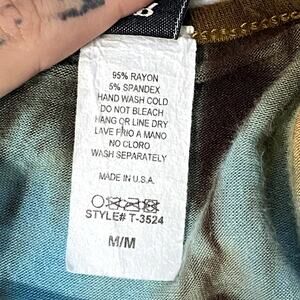 95% RAYON
5% SPANDEX
HAND WASH COLD
DO NOT BLEACH
HANG OR LINE DRY
LAVE FRIO A MANO
NO CLORO
WASH SEPARATELY
MADE IN U.S.A.
STYLE# T-3524
M/M